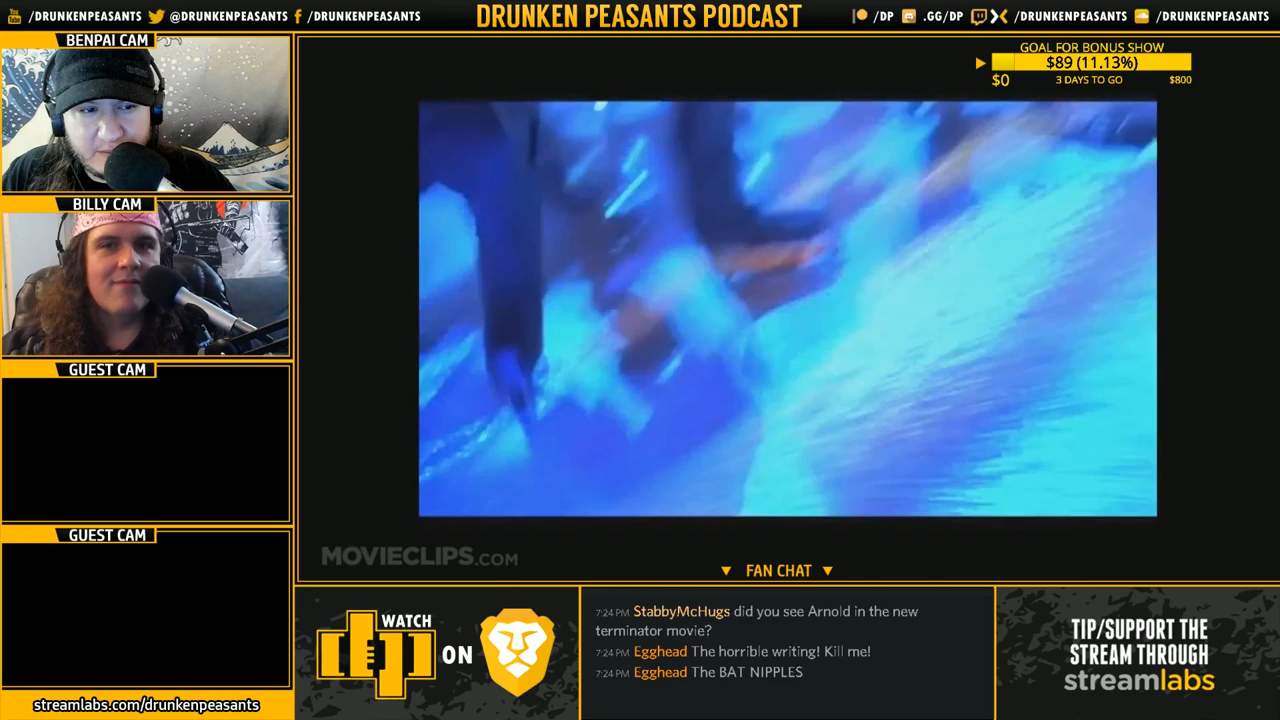 You Tube /DRUNKENPEASANTS @DRUNKENPEASANTS f /DRUNKENPEASANTS DRUNKEN PEASANTS PODCAST /DP .GG/DP /DRUNKENPEASANTS /DRUNKENPEASANTS
BENPAI CAM
GOAL FOR BONUS SHOW
$89 (11.13%)
$0 3 DAYS TO GO $800
BILLY CAM
GUEST CAM
GUEST CAM
MOVIECLIPS.COM
FAN CHAT
WATCH
ON
7:24 PM StabbyMcHugs did you see Arnold in the new
terminator movie?
7:24 PM Egghead The horrible writing! Kill me!
7:24 PM Egghead The BAT NIPPLES
TIP/SUPPORT THE
STREAM THROUGH
streamlabs
streamlabs.com/drunkenpeasants